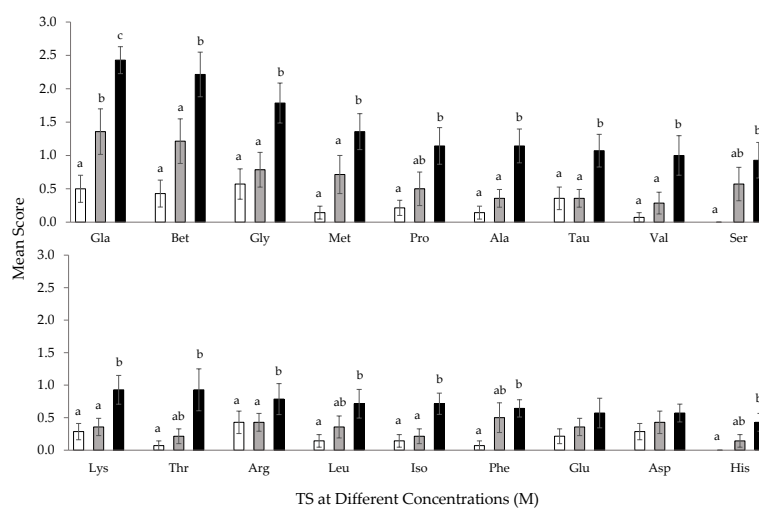 3.0
2.5
2.0
1.5
1.0
0.5
0.0
a b c
a a b
a a b
a a b
a ab b
a a b
a a b
a a b
a ab b
Gla Bet Gly Met Pro Ala Tau Val Ser
Mean Score
3.0
2.5
2.0
1.5
1.0
0.5
0.0
a a b
a ab b
a a b
a ab b
a a b
a ab b
a ab b
Lys Thr Arg Leu Iso Phe Glu Asp His
TS at Different Concentrations (M)